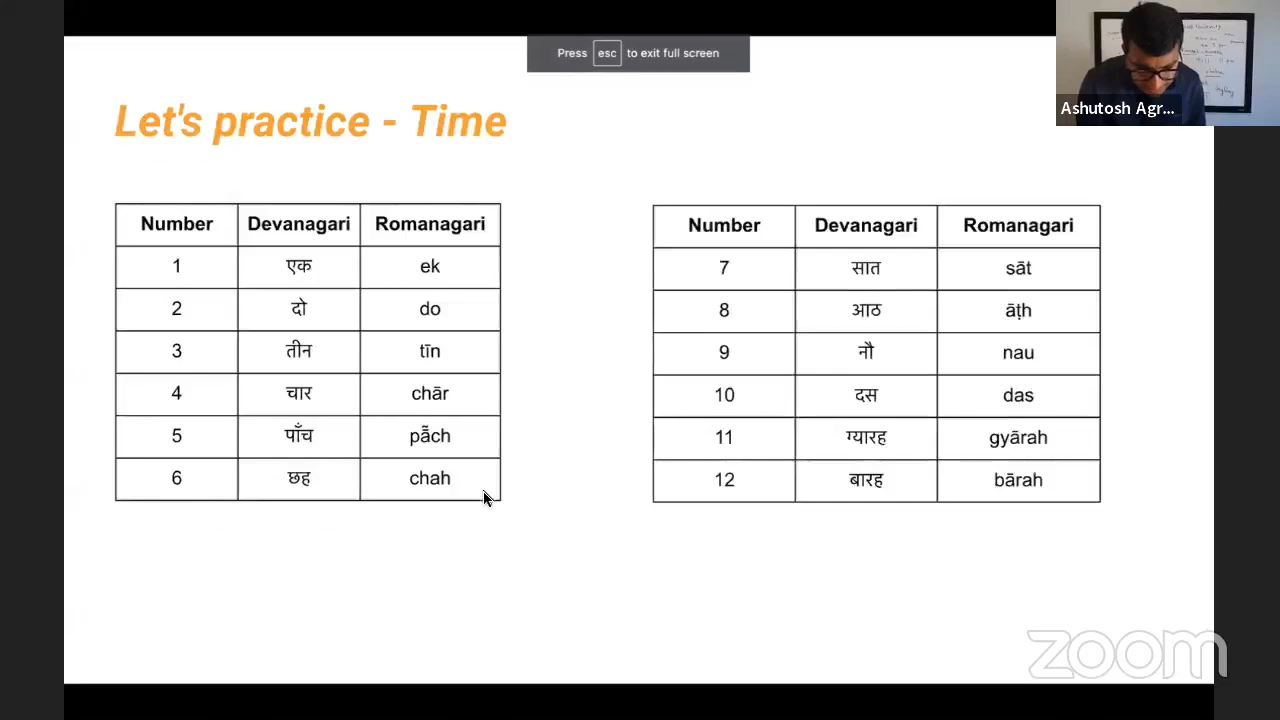 Press esc to exit full screen
Ashutosh Agr...
Let's practice - Time
Number Devanagari Romanagari
1 एक ek
2 दो do
3 तीन tīn
4 चार chār
5 पाँच pā̃ch
6 छह chah
Number Devanagari Romanagari
7 सात sāt
8 आठ āṭh
9 नौ nau
10 दस das
11 ग्यारह gyārah
12 बारह bārah
zoom